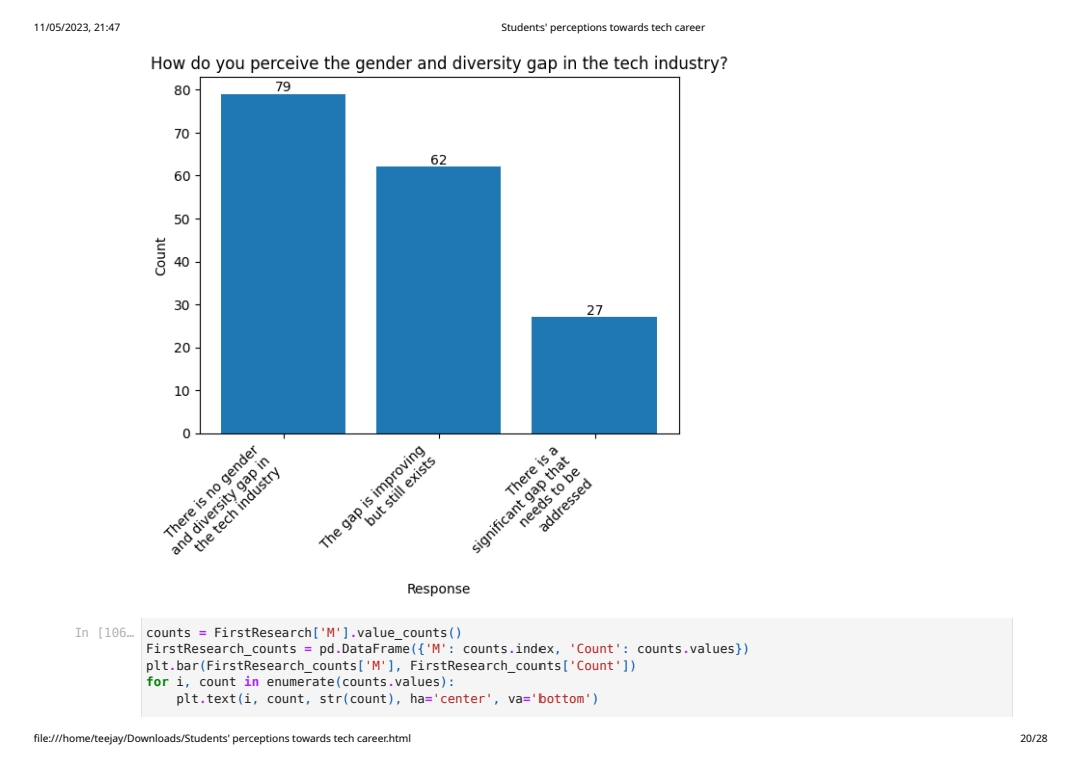 11/05/2023, 21:47
Students' perceptions towards tech career
How do you perceive the gender and diversity gap in the tech industry?
79
62
27
80
70
60
50
40
30
20
10
0
Count
There is no gender
and diversity gap in
the tech industry
The gap is improving
but still exists
There is a
significant gap that
needs to be
addressed
Response
In [106…
counts = FirstResearch['M'].value_counts()
FirstResearch_counts = pd.DataFrame({'M': counts.index, 'Count': counts.values})
plt.bar(FirstResearch_counts['M'], FirstResearch_counts['Count'])
for i, count in enumerate(counts.values):
    plt.text(i, count, str(count), ha='center', va='bottom')
file:///home/teejay/Downloads/Students' perceptions towards tech career.html
20/28